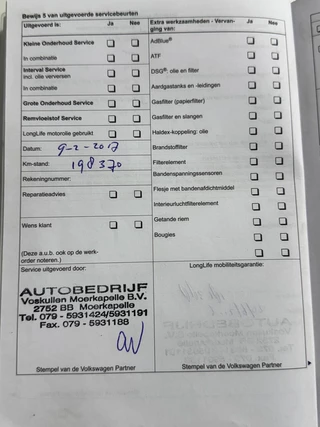 Bewijs 5 van uitgevoerde servicebeurten
Uitgevoerd is: Ja Nee
Kleine Onderhoud Service
In combinatie
Interval Service
incl. olie verversen
In combinatie
Grote Onderhoud Service
Remvloeistof Service
LongLife motorolie gebruikt
Datum: 9-2-2017
Km-stand: 198370
Rekeningnummer:
Reparatieadvies
Wens klant
(Deze a.u.b. ook op de werk-
order noteren.)
Service uitgevoerd door:
AUTOBEDRIJF
Voskuilen Moerkapelle B.V.
2752 BB Moerkapelle
Tel. 079 - 5931424/5931191
Fax. 079 - 5931188
Stempel van de Volkswagen Partner
Extra werkzaamheden - Vervan-
ging van: Ja Nee
AdBlue®
ATF
DSG®: olie en filter
Aardgastanks en -leidingen
Gasfilter (papierfilter)
Gasfilter en slangen
Haldex-koppeling: olie
Brandstoffilter
Filterelement
Bandenspanningssensoren
Flesje met bandenafdichtmiddel
Interieurluchtfilterelement
Getande riem
Bougies
LongLife mobiliteitsgarantie:
Stempel van de Volkswagen Partner